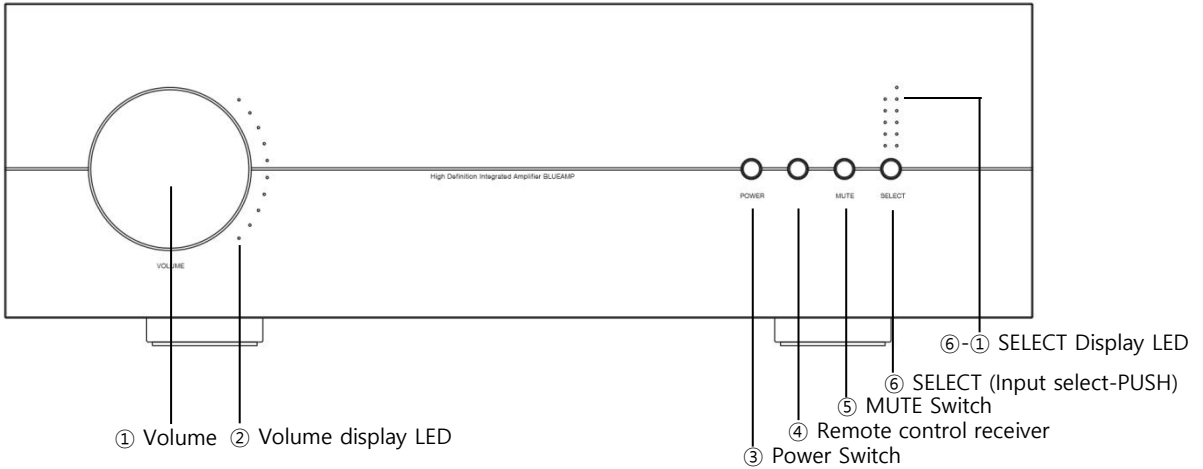 High Definition Integrated Amplifier BLUEAMP
POWER
MUTE
SELECT
VOLUME
⑥-① SELECT Display LED
⑥ SELECT (Input select-PUSH)
⑤ MUTE Switch
④ Remote control receiver
③ Power Switch
① Volume
② Volume display LED